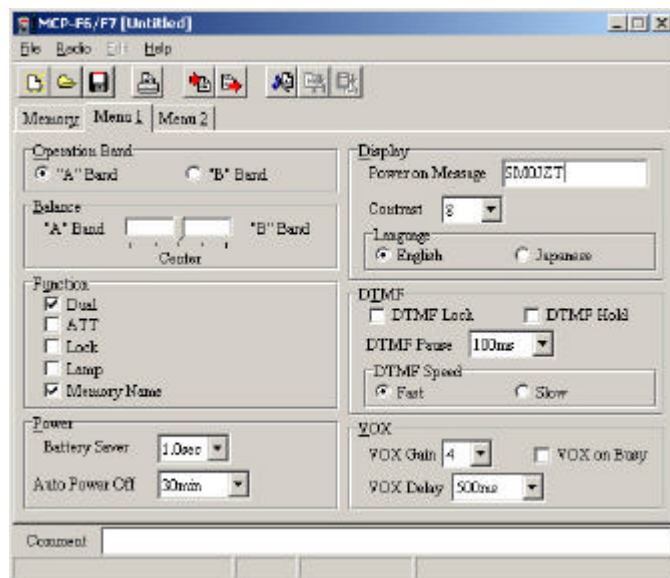 MCP-F6/F7 [Untitled]
File Radio Edit Help
Memory Menu 1 Menu 2
Operation Band
"A" Band "B" Band
Balance
"A" Band "B" Band
Center
Function
Dual
ATT
Lock
Lamp
Memory Name
Power
Battery Saver 1.0sec
Auto Power Off 30min
Display
Power on Message SM0JZT
Contrast 8
Language
English Japanese
DTMF
DTMF Lock DTMF Hold
DTMF Pause 100ms
DTMF Speed
Fast Slow
VOX
VOX Gain 4 VOX on Busy
VOX Delay 500ms
Comment